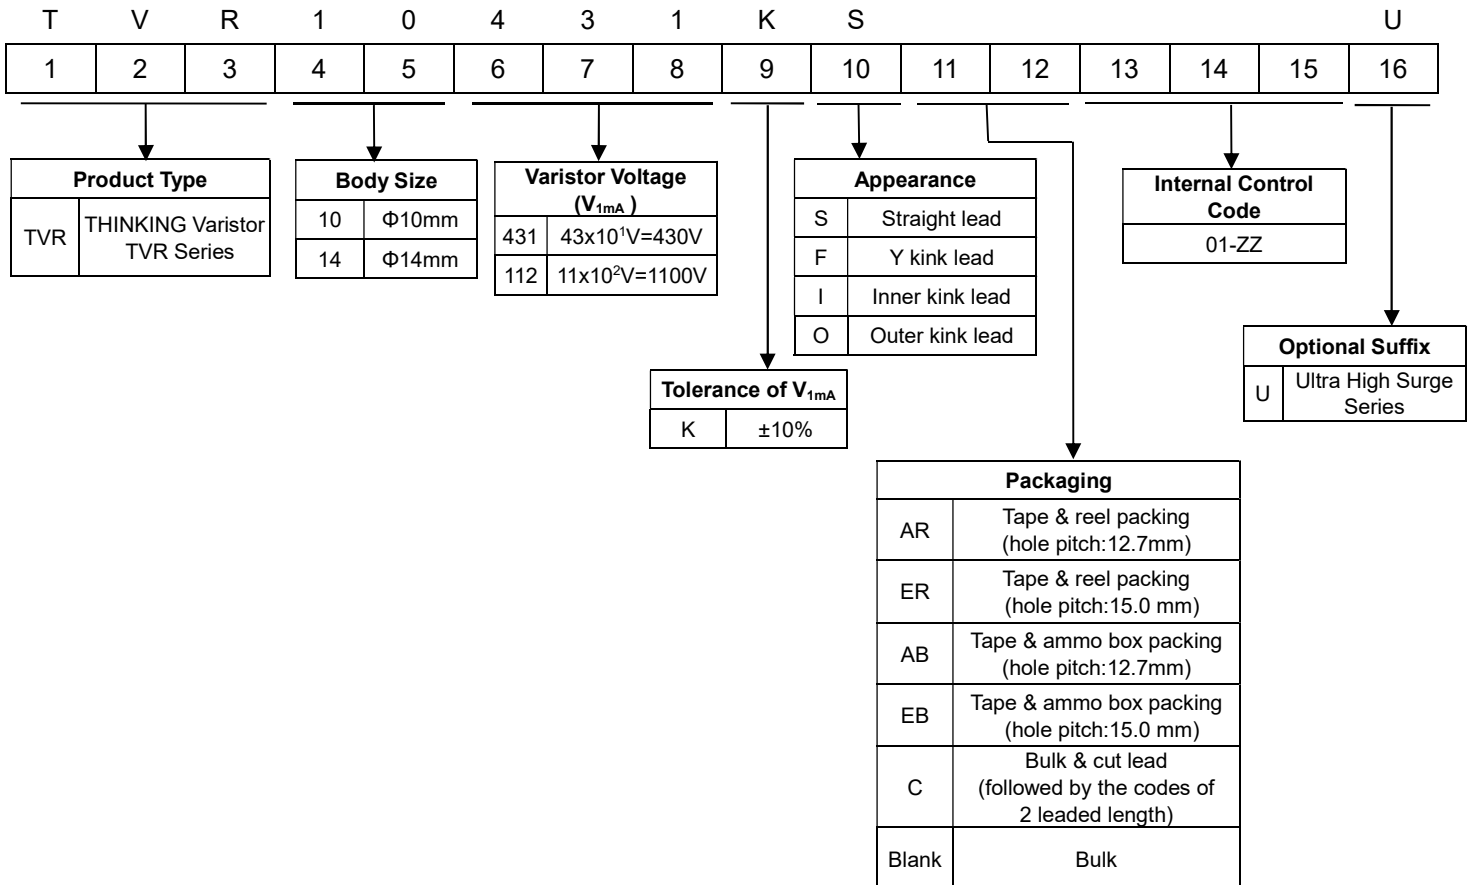 T V R 1 0 4 3 1 K S U
1 2 3 4 5 6 7 8 9 10 11 12 13 14 15 16
Product Type
TVR THINKING Varistor
TVR Series
Body Size
10 Φ10mm
14 Φ14mm
Varistor Voltage
(V1mA )
431 43x10¹V=430V
112 11x10²V=1100V
Appearance
S Straight lead
F Y kink lead
I Inner kink lead
O Outer kink lead
Internal Control
Code
01-ZZ
Optional Suffix
U Ultra High Surge
Series
Tolerance of V1mA
K ±10%
Packaging
AR Tape & reel packing
(hole pitch:12.7mm)
ER Tape & reel packing
(hole pitch:15.0 mm)
AB Tape & ammo box packing
(hole pitch:12.7mm)
EB Tape & ammo box packing
(hole pitch:15.0 mm)
C Bulk & cut lead
(followed by the codes of
2 leaded length)
Blank Bulk